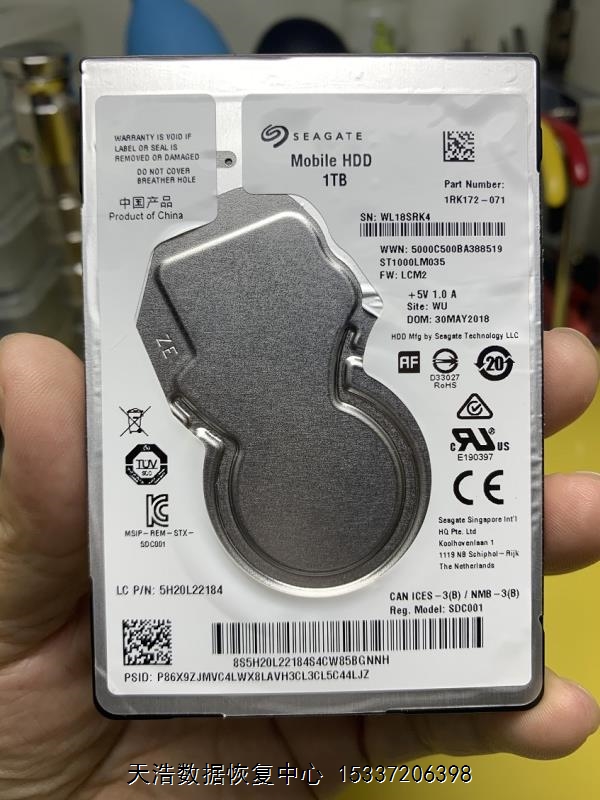 WARRANTY IS VOID IF
LABEL OR SEAL IS
REMOVED OR DAMAGED
DO NOT COVER
BREATHER HOLE
中国产品
Product of China
SEAGATE
Mobile HDD
1TB
Part Number:
1RK172-071
SN: WL18SRK4
WWN: 5000C500BA388519
ST1000LM035
FW: LCM2
+5V 1.0 A
Site: WU
DOM: 30MAY2018
HDD Mfg by Seagate Technology LLC
RF
D33027
RoHS
20
ZE
c RU US
E190397
TÜV
CE
MSIP-REM-STX-
SDC001
Seagate Singapore Int'l
HQ Pte. Ltd
Koolhovenlaan 1
1119 NB Schiphol-Rijk
The Netherlands
LC P/N: 5H20L22184
CAN ICES-3(B) / NMB-3(B)
Reg. Model: SDC001
8S5H20L22184S4CW85BGNNH
PSID: P86X9ZJMVC4LWX8LAVH3CL3CL5C44LJZ
天浩数据恢复中心 15337206398